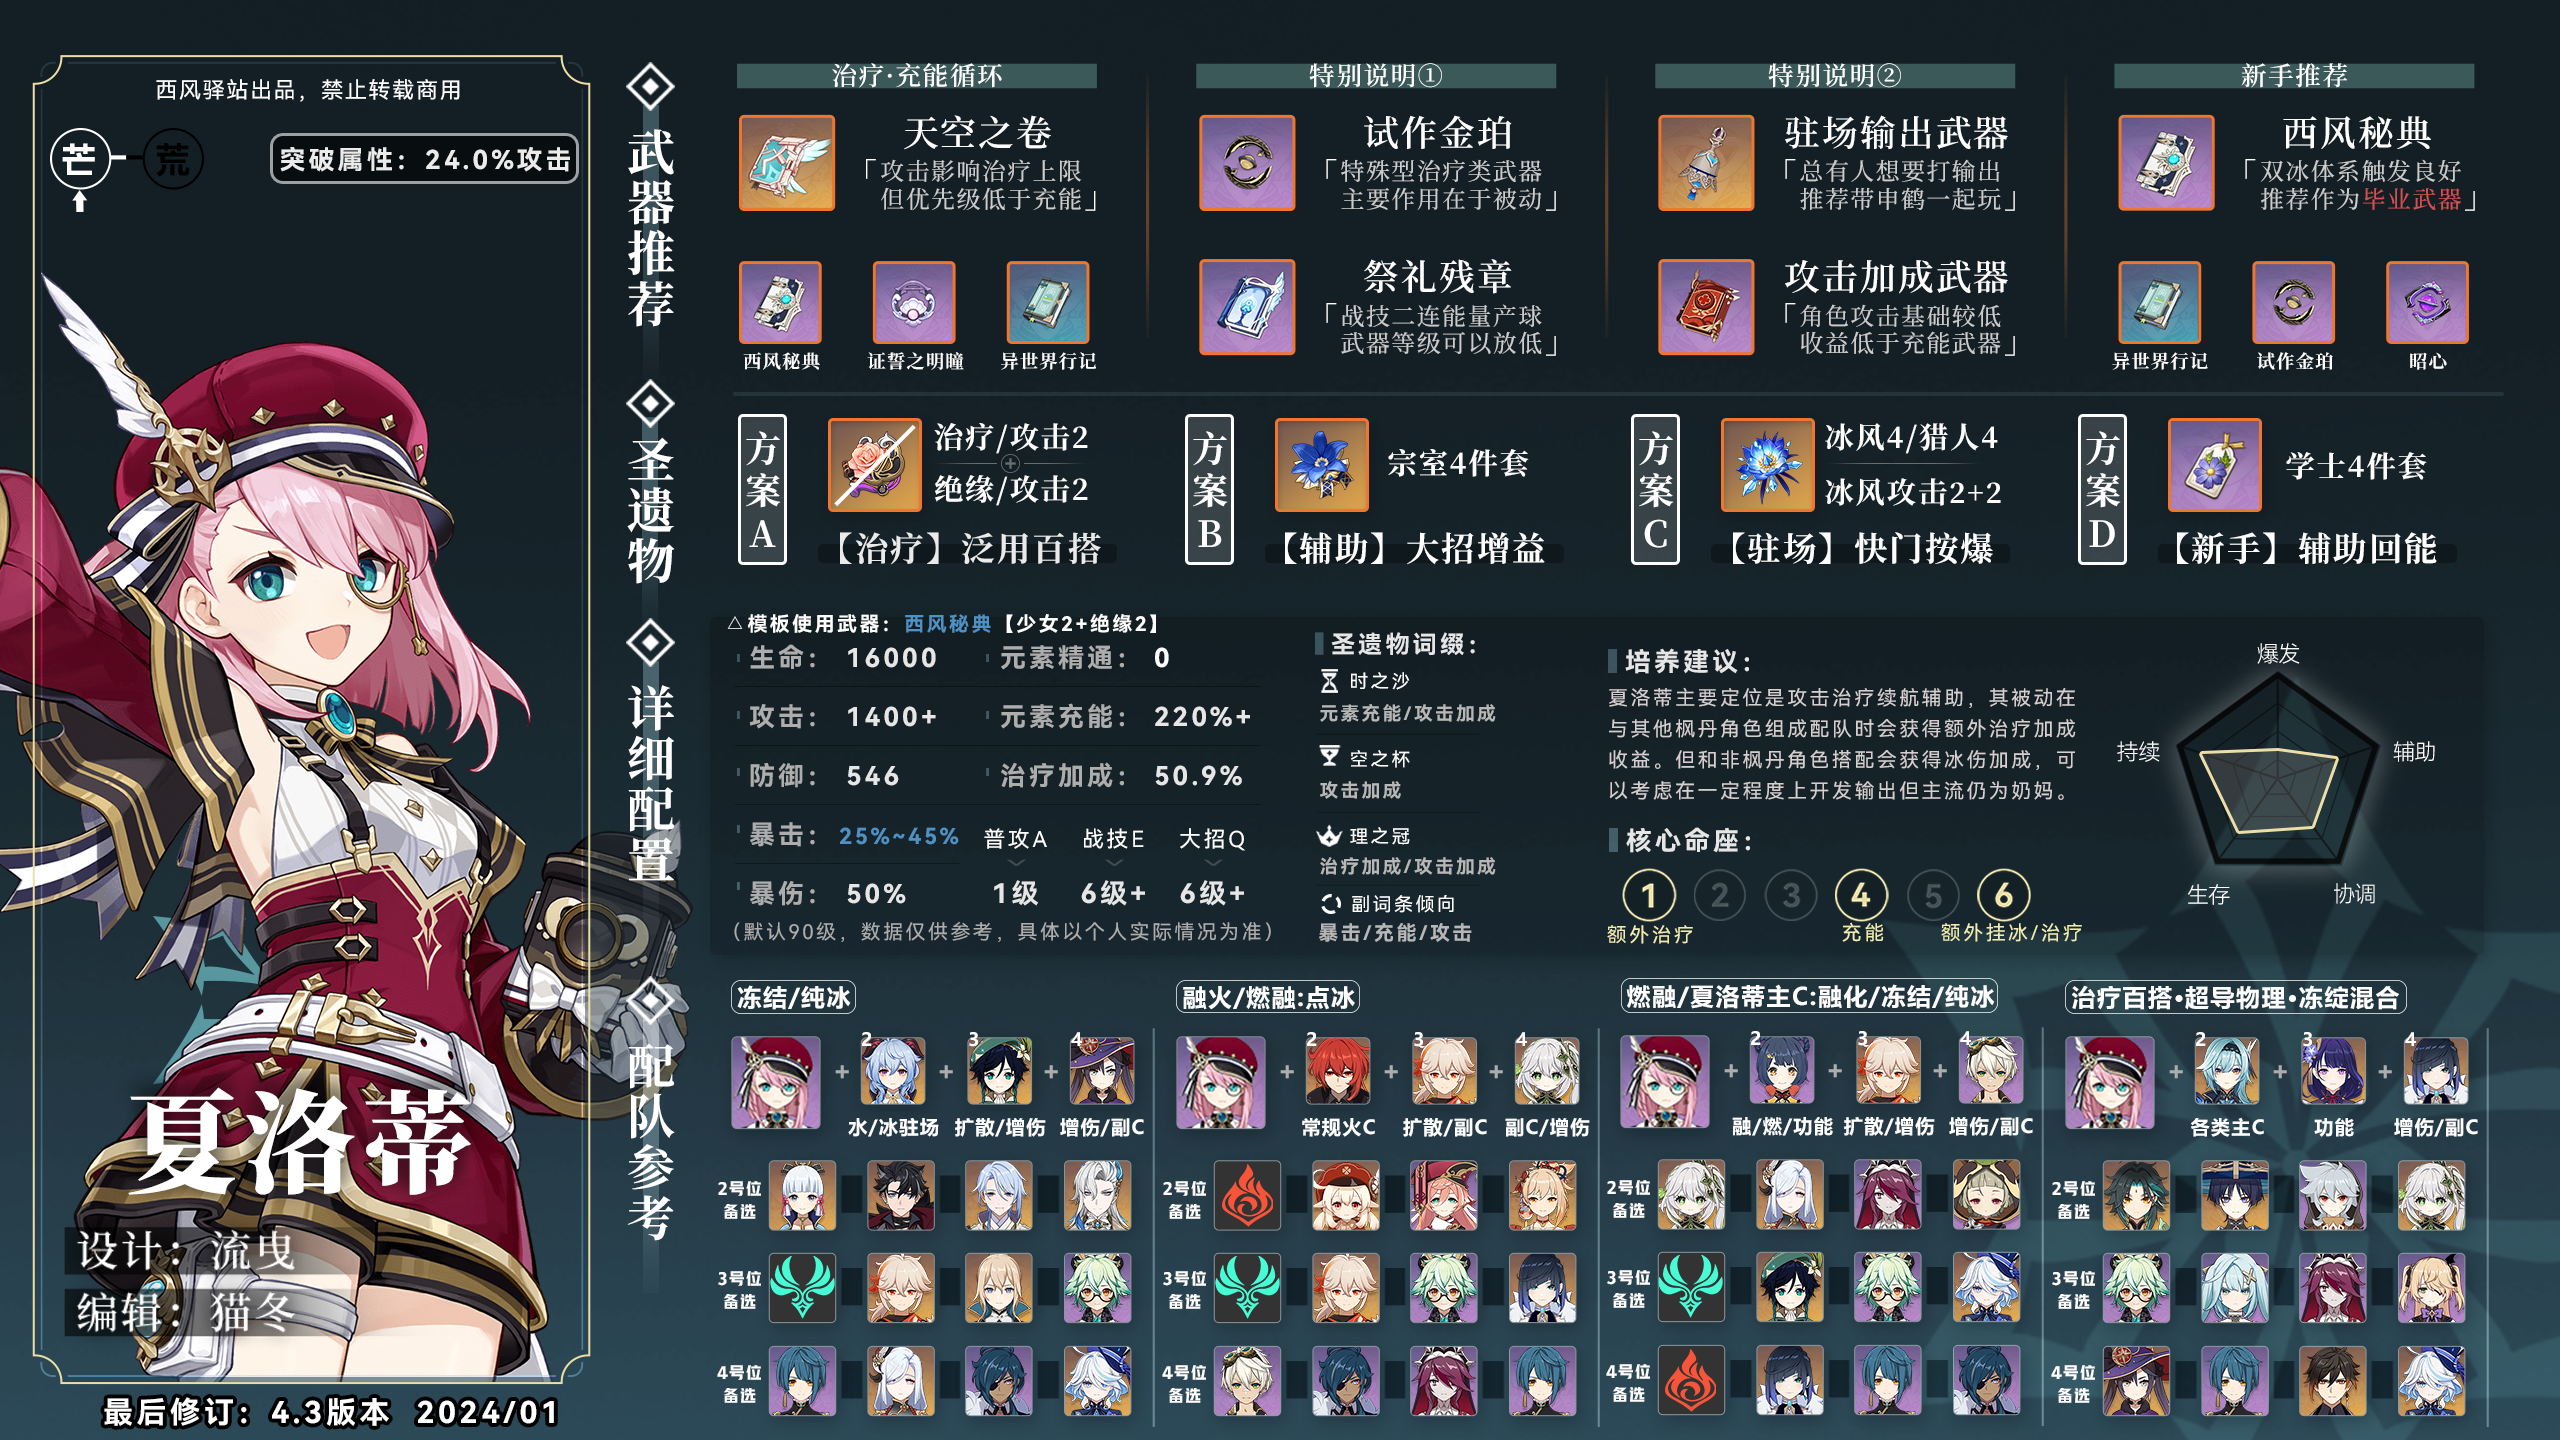 西风驿站出品，禁止转载商用
芒
荒
突破属性：24.0%攻击
夏洛蒂
设计：流曳
编辑：猫冬
最后修订：4.3版本 2024/01
武器推荐
治疗·充能循环
天空之卷
「攻击影响治疗上限
但优先级低于充能」
西风秘典
证誓之明瞳
异世界行记
特别说明①
试作金珀
「特殊型治疗类武器
主要作用在于被动」
祭礼残章
「战技二连能量产球
武器等级可以放低」
特别说明②
驻场输出武器
「总有人想要打输出
推荐带申鹤一起玩」
攻击加成武器
「角色攻击基础较低
收益低于充能武器」
新手推荐
西风秘典
「双冰体系触发良好
推荐作为毕业武器」
异世界行记
试作金珀
昭心
圣遗物
方案A
治疗/攻击2
绝缘/攻击2
【治疗】泛用百搭
方案B
宗室4件套
【辅助】大招增益
方案C
冰风4/猎人4
冰风攻击2+2
【驻场】快门按爆
方案D
学士4件套
【新手】辅助回能
详细配置
△模板使用武器：西风秘典【少女2+绝缘2】
生命：16000 元素精通：0
攻击：1400+ 元素充能：220%+
防御：546 治疗加成：50.9%
暴击：25%~45% 普攻A 战技E 大招Q
暴伤：50% 1级 6级+ 6级+
（默认90级，数据仅供参考，具体以个人实际情况为准）
圣遗物词缀：
时之沙
元素充能/攻击加成
空之杯
攻击加成
理之冠
治疗加成/攻击加成
副词条倾向
暴击/充能/攻击
培养建议：
夏洛蒂主要定位是攻击治疗续航辅助，其被动在
与其他枫丹角色组成配队时会获得额外治疗加成
收益。但和非枫丹角色搭配会获得冰伤加成，可
以考虑在一定程度上开发输出但主流仍为奶妈。
核心命座：
1 2 3 4 5 6
额外治疗 充能 额外挂冰/治疗
爆发
持续
辅助
生存
协调
配队参考
冻结/纯冰
+ 2 + 3 + 4
水/冰驻场 扩散/增伤 增伤/副C
2号位
备选
3号位
备选
4号位
备选
融火/燃融:点冰
+ 2 + 3 + 4
常规火C 扩散/副C 副C/增伤
2号位
备选
3号位
备选
4号位
备选
燃融/夏洛蒂主C:融化/冻结/纯冰
+ 2 + 3 + 4
融/燃/功能 扩散/增伤 增伤/副C
2号位
备选
3号位
备选
4号位
备选
治疗百搭·超导物理·冻绽混合
+ 2 + 3 + 4
各类主C 功能 增伤/副C
2号位
备选
3号位
备选
4号位
备选